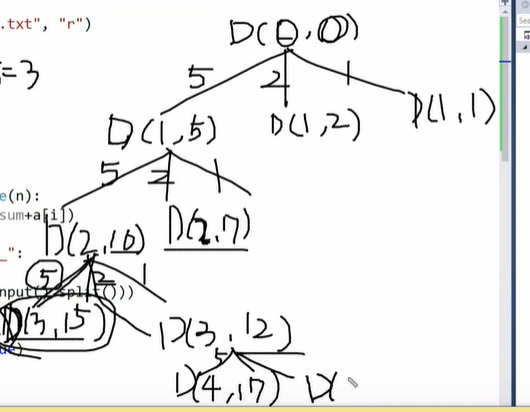 .txt", "r")
D(0,0)
=3
5 2 1
D(1,5) D(1,2) D(1,1)
5 2 1
e(n):
sum+a[i])
D(2,10) D(2,7)
_":
5 2 1
nput().split()))
D(3,15) D(3,12)
5
D(4,17) D(